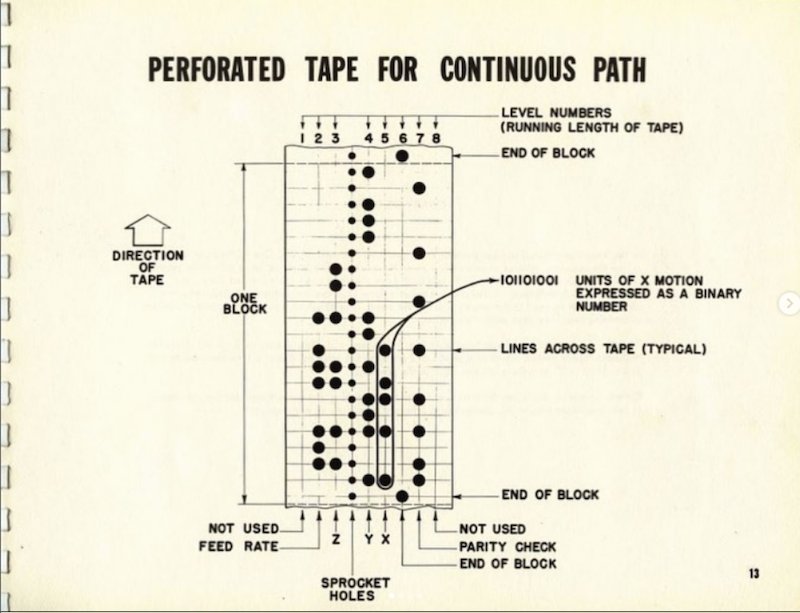 PERFORATED TAPE FOR CONTINUOUS PATH
LEVEL NUMBERS
(RUNNING LENGTH OF TAPE)
1 2 3 4 5 6 7 8
END OF BLOCK
DIRECTION
OF
TAPE
ONE
BLOCK
101101001 UNITS OF X MOTION
EXPRESSED AS A BINARY
NUMBER
LINES ACROSS TAPE (TYPICAL)
END OF BLOCK
NOT USED
FEED RATE
Z
Y X
NOT USED
PARITY CHECK
END OF BLOCK
SPROCKET
HOLES
13